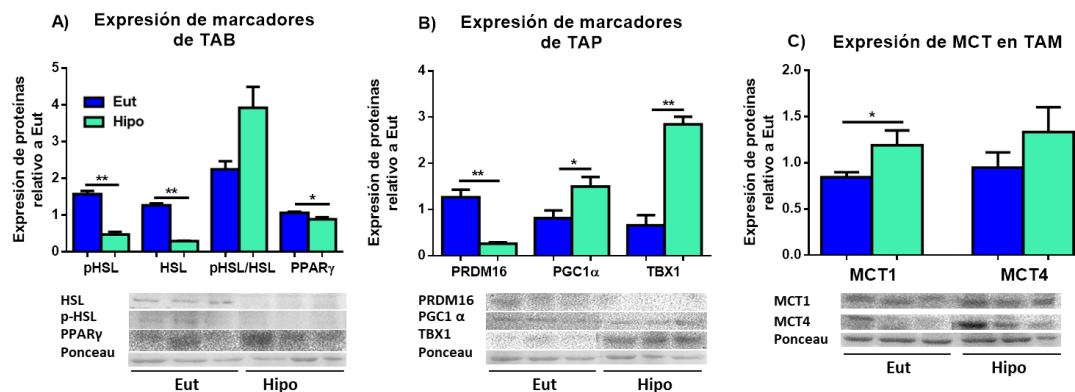 A) Expresión de marcadores
de TAB
Expresión de proteínas
relativo a Eut
5
4
3
2
1
0
Eut
Hipo
**
**
*
pHSL
HSL
pHSL/HSL
PPARγ
HSL
p-HSL
PPARγ
Ponceau
Eut
Hipo
B) Expresión de marcadores
de TAP
Expresión de proteínas
relativo a Eut
4
3
2
1
0
**
*
**
PRDM16
PGC1α
TBX1
PRDM16
PGC1 α
TBX1
Ponceau
Eut
Hipo
C) Expresión de MCT en TAM
Expresión de proteínas
relativo a Eut
2.0
1.5
1.0
0.5
0.0
*
MCT1
MCT4
MCT1
MCT4
Ponceau
Eut
Hipo